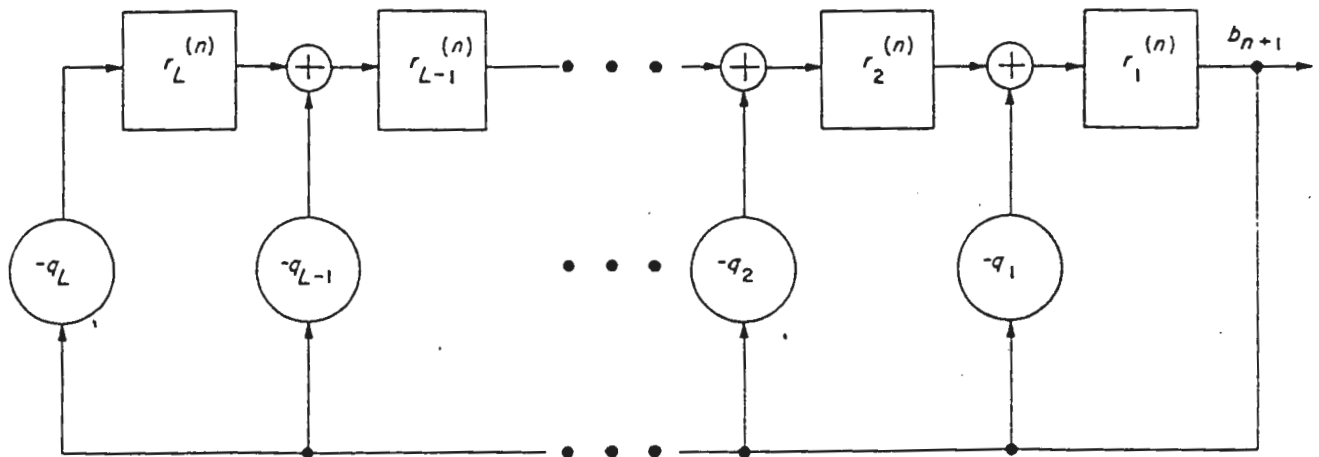 r_L^(n)
r_{L-1}^(n)
r_2^(n)
r_1^(n)
b_{n+1}
-q_L
-q_{L-1}
-q_2
-q_1